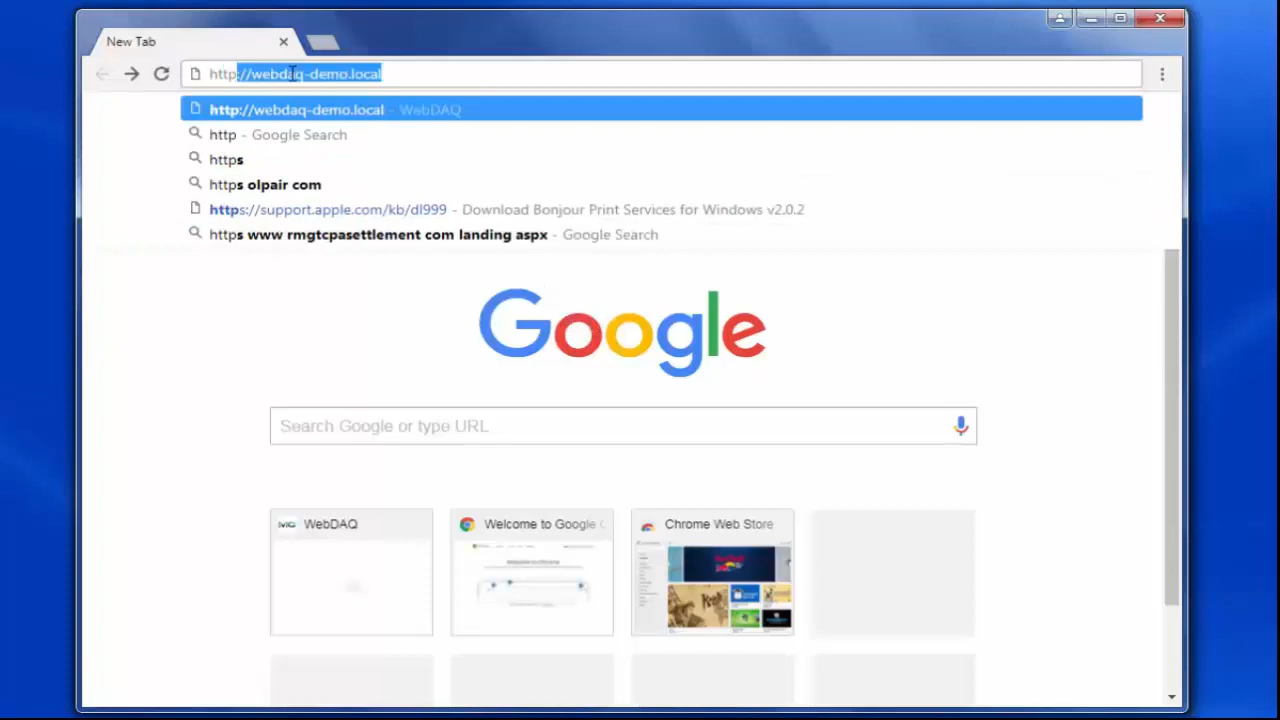 New Tab
http://webdaq-demo.local
http://webdaq-demo.local - WebDAQ
http - Google Search
https
https olpair com
https://support.apple.com/kb/dl999 - Download Bonjour Print Services for Windows v2.0.2
https www rmgtcpasettlement com landing aspx - Google Search
Google
Search Google or type URL
WebDAQ
Welcome to Google
Chrome Web Store